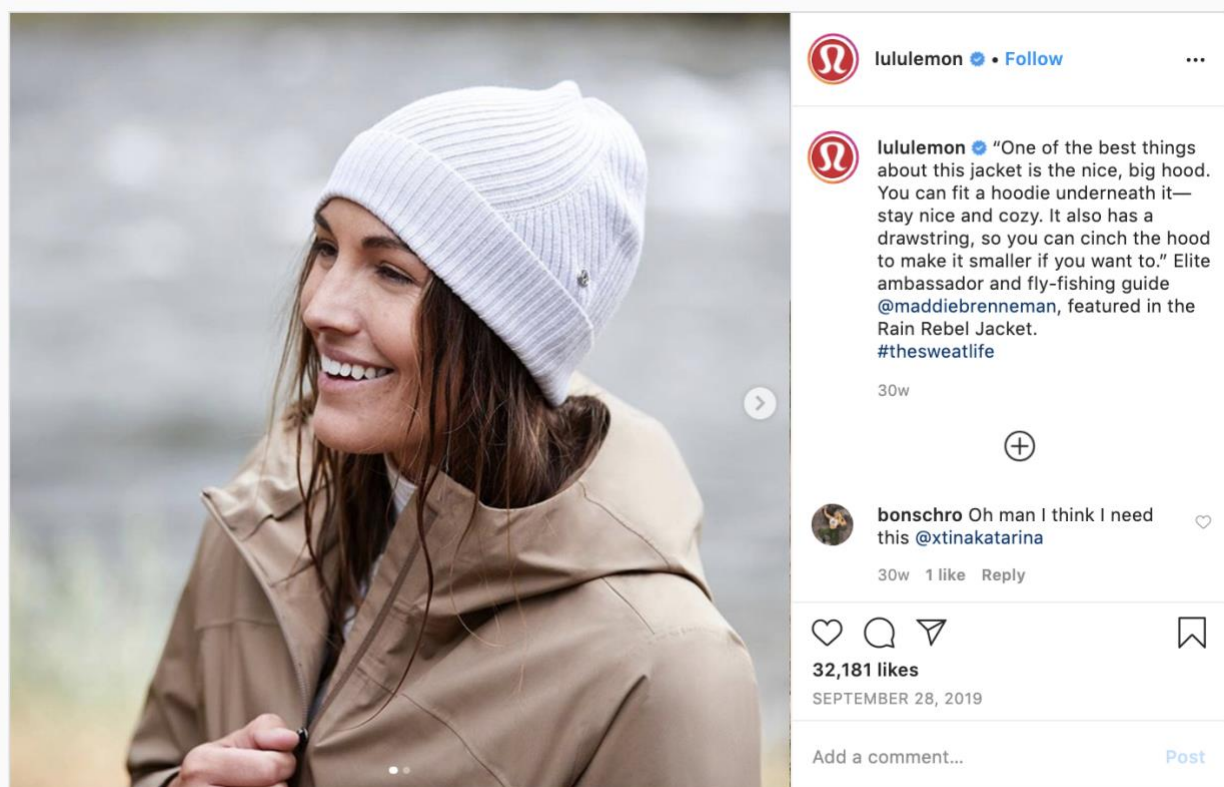 lululemon • Follow
lululemon “One of the best things
about this jacket is the nice, big hood.
You can fit a hoodie underneath it—
stay nice and cozy. It also has a
drawstring, so you can cinch the hood
to make it smaller if you want to.” Elite
ambassador and fly-fishing guide
@maddiebrenneman, featured in the
Rain Rebel Jacket.
#thesweatlife
30w
bonschro Oh man I think I need
this @xtinakatarina
30w 1 like Reply
32,181 likes
SEPTEMBER 28, 2019
Add a comment... Post